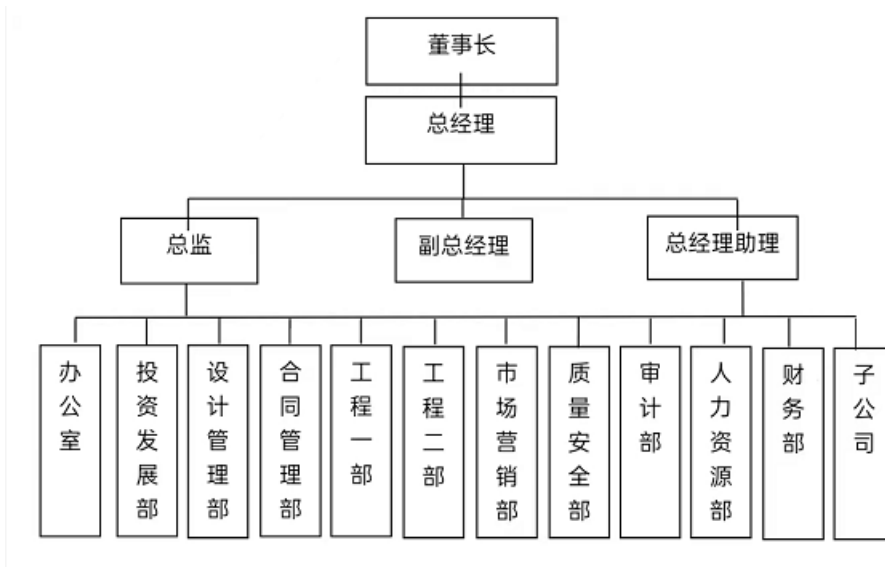 董事长
总经理
总监
副总经理
总经理助理
办公室
投资发展部
设计管理部
合同管理部
工程一部
工程二部
市场营销部
质量安全部
审计部
人力资源部
财务部
子公司